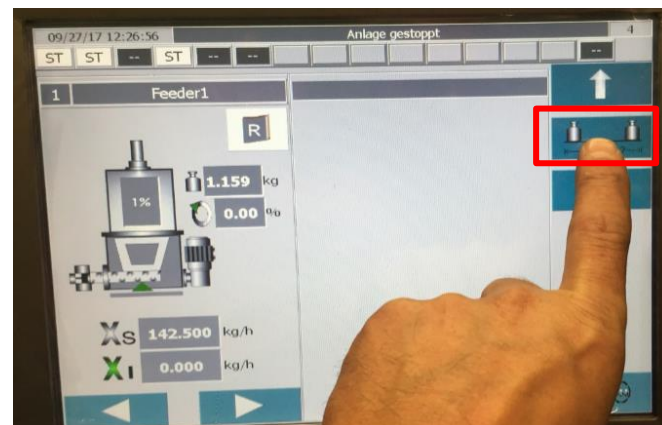 09/27/17 12:26:56 Anlage gestoppt 4
ST ST -- ST -- -- --
1 Feeder1
R
1.159 kg
1%
0.00 %
XS 142.500 kg/h
XI 0.000 kg/h